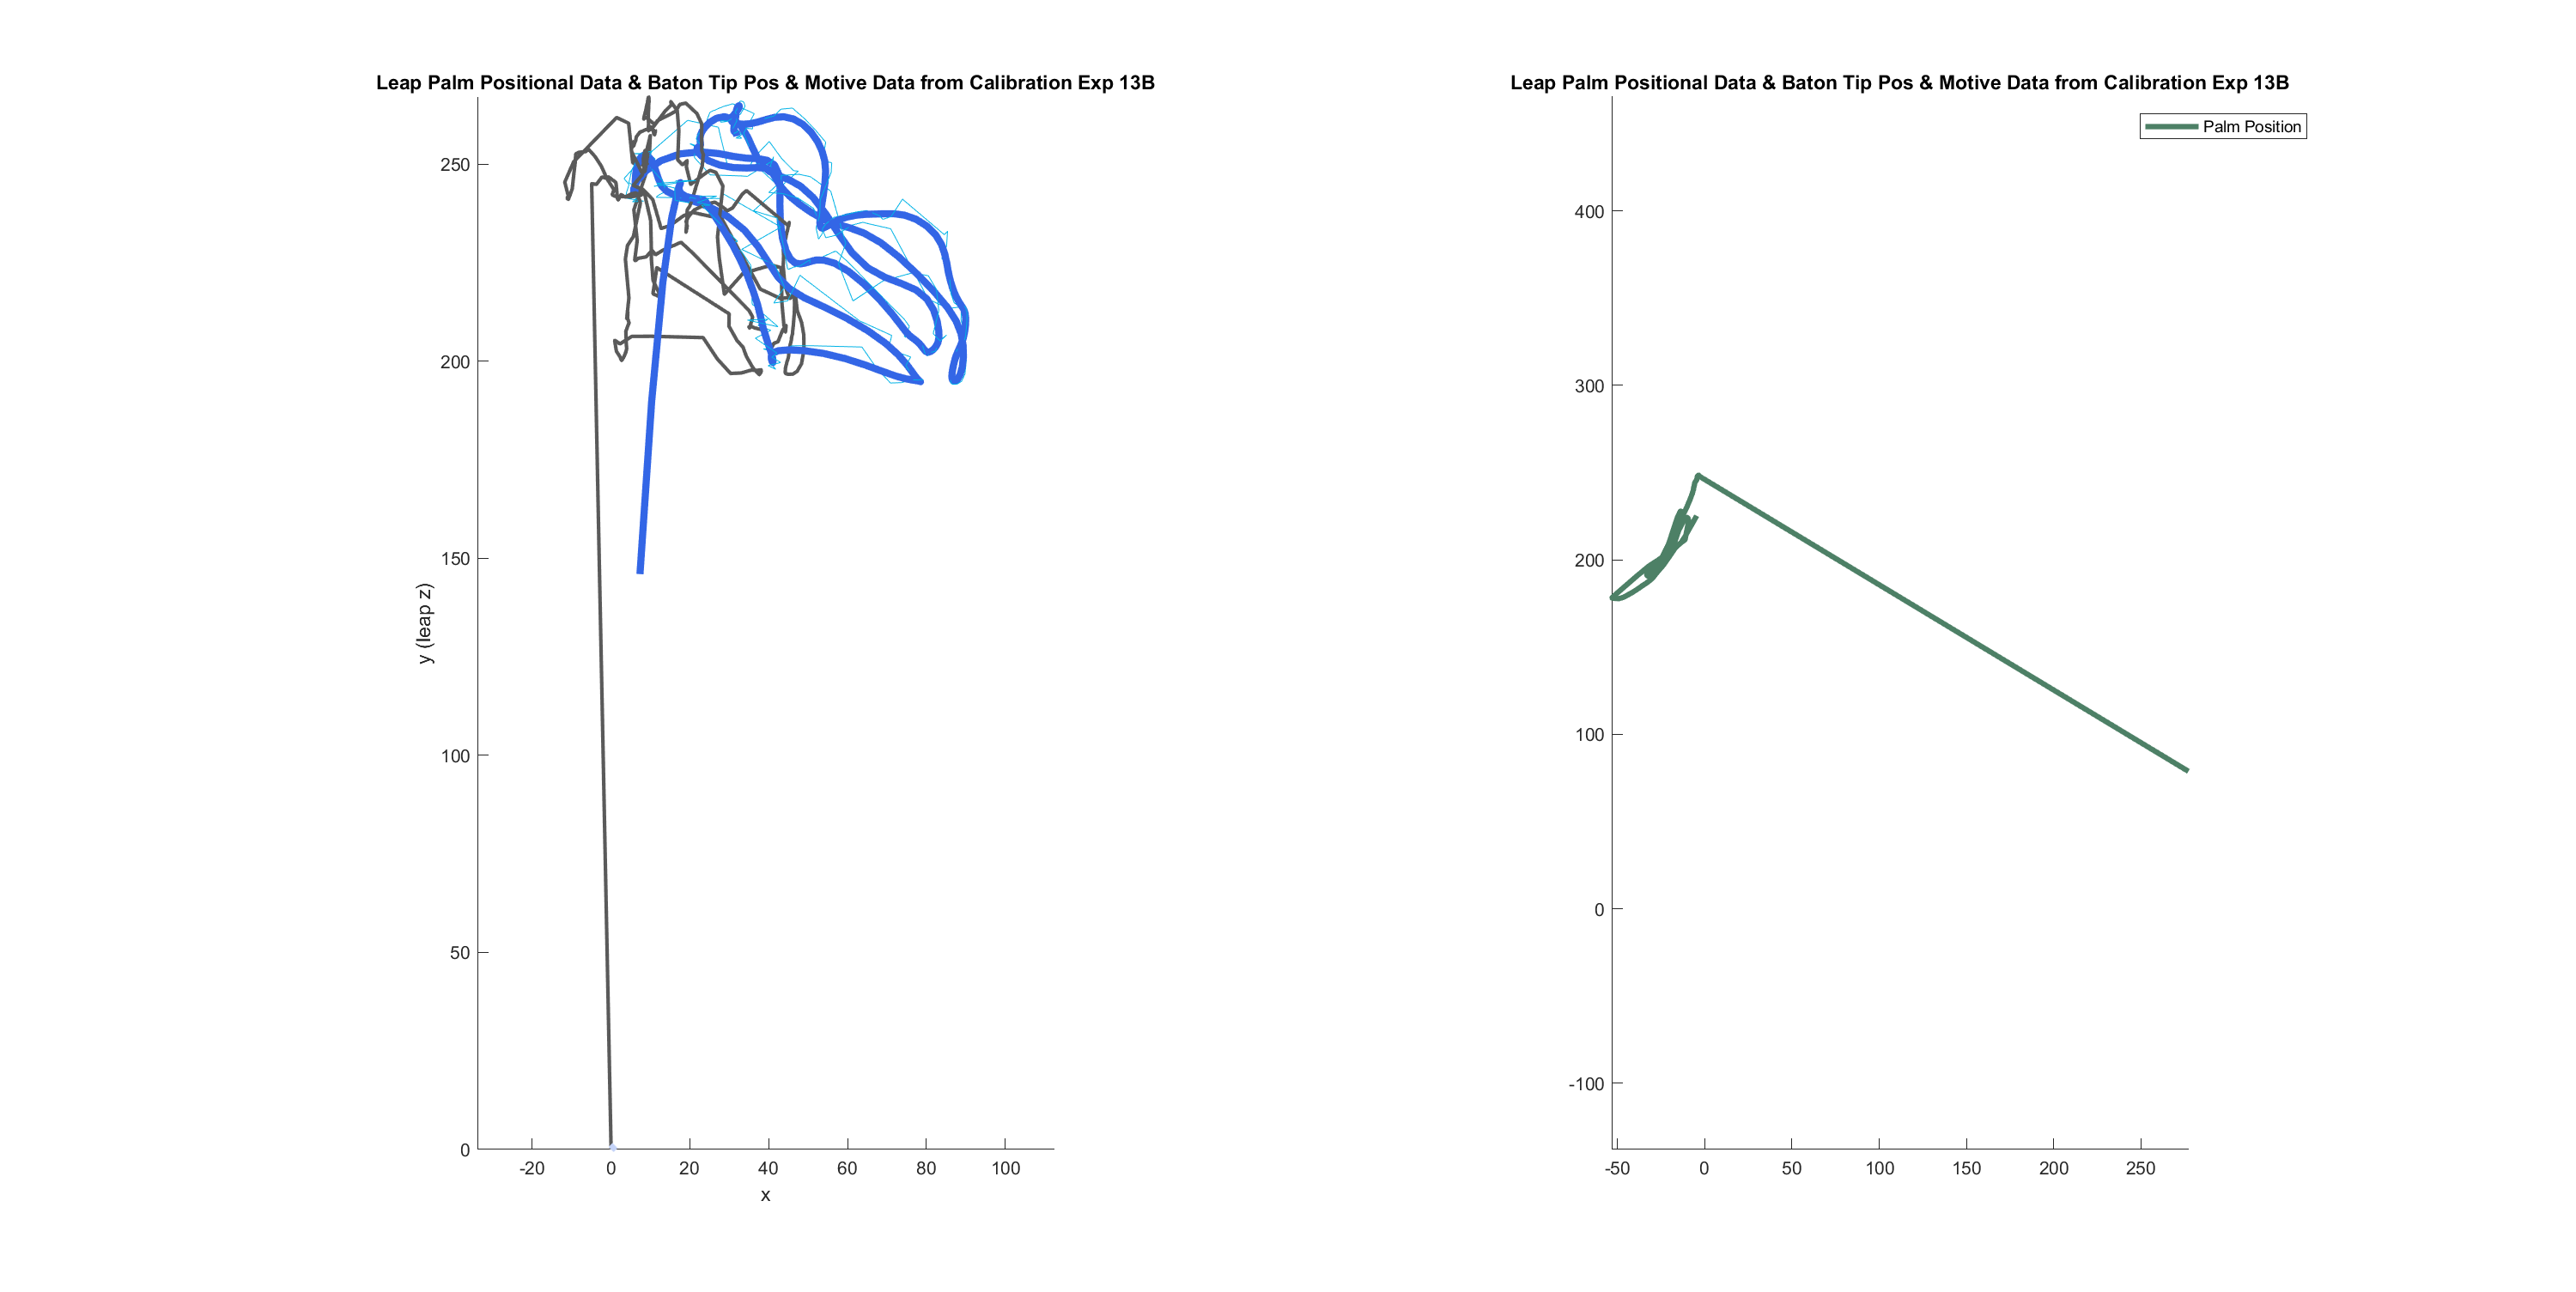 Leap Palm Positional Data & Baton Tip Pos & Motive Data from Calibration Exp 13B
250
200
150
100
50
0
y (leap z)
-20 0 20 40 60 80 100
x
Leap Palm Positional Data & Baton Tip Pos & Motive Data from Calibration Exp 13B
Palm Position
400
300
200
100
0
-100
-50 0 50 100 150 200 250